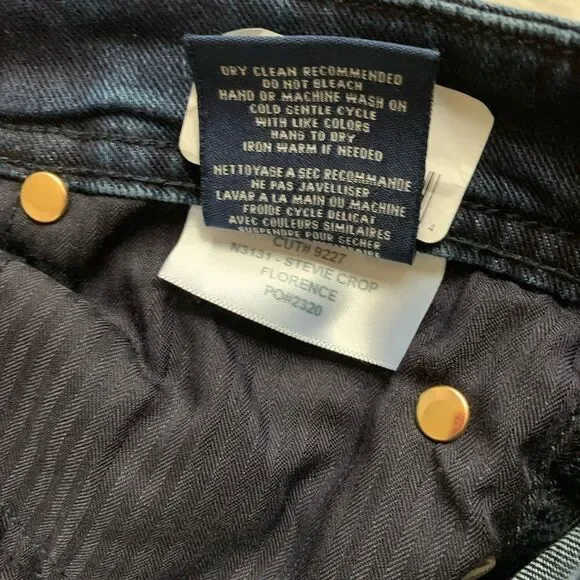 DRY CLEAN RECOMMENDED
DO NOT BLEACH
HAND OR MACHINE WASH ON
COLD GENTLE CYCLE
WITH LIKE COLORS
HANG TO DRY
IRON WARM IF NEEDED
NETTOYAGE A SEC RECOMMANDE
NE PAS JAVELLISER
LAVAR A LA MAIN OU MACHINE
FROIDE CYCLE DELICAT
AVEC COULEURS SIMILAIRES
SUSPENDE POUR SECHER
CUT# 9227
N3131 - STEVIE CROP
FLORENCE
PO#2320
4